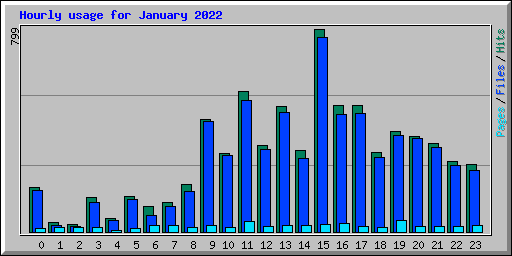 Hourly usage for January 2022
799
Pages/Files/Hits
0 1 2 3 4 5 6 7 8 9 10 11 12 13 14 15 16 17 18 19 20 21 22 23